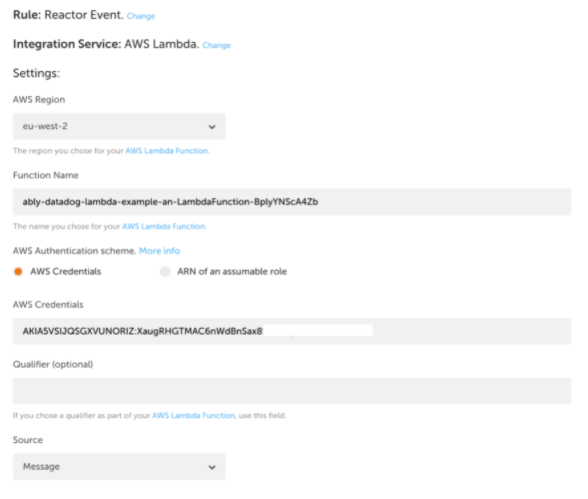 Rule: Reactor Event. Change
Integration Service: AWS Lambda. Change
Settings:
AWS Region
eu-west-2
The region you chose for your AWS Lambda Function.
Function Name
ably-datadog-lambda-example-an-LambdaFunction-BplyYNScA4Zb
The name you chose for your AWS Lambda Function.
AWS Authentication scheme. More info
AWS Credentials ARN of an assumable role
AWS Credentials
AKIA5VSIJQSGXVUNORIZ:XaugRHGTMAC6nWdBnSax8
Qualifier (optional)
If you chose a qualifier as part of your AWS Lambda Function, use this field.
Source
Message